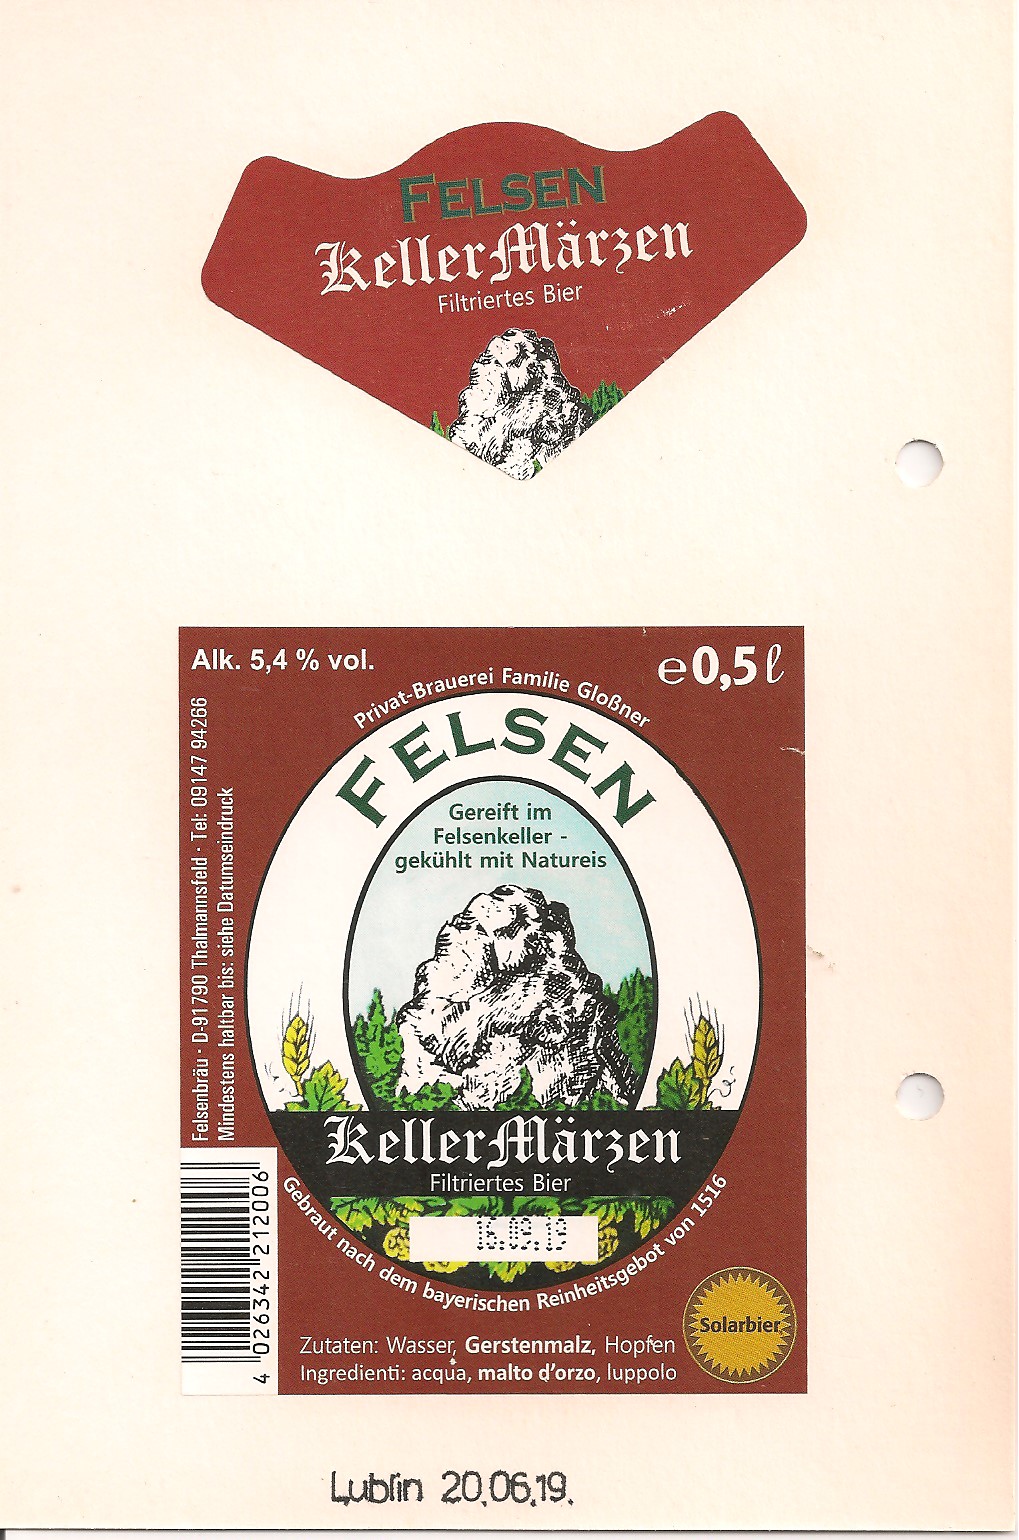 FELSEN
KellerMärzen
Filtriertes Bier
Alk. 5,4 % vol.
e 0,5 l
Privat-Brauerei Familie Gloßner
FELSEN
Gereift im
Felsenkeller -
gekühlt mit Natureis
Felsenbräu · D-91790 Thalmannsfeld · Tel: 09147 94266
Mindestens haltbar bis: siehe Datumseindruck
KellerMärzen
Filtriertes Bier
16.09.19
Gebraut nach dem bayerischen Reinheitsgebot von 1516
4 026342 212006
Solarbier
Zutaten: Wasser, Gerstenmalz, Hopfen
Ingredienti: acqua, malto d'orzo, luppolo
Lublin 20.06.19.